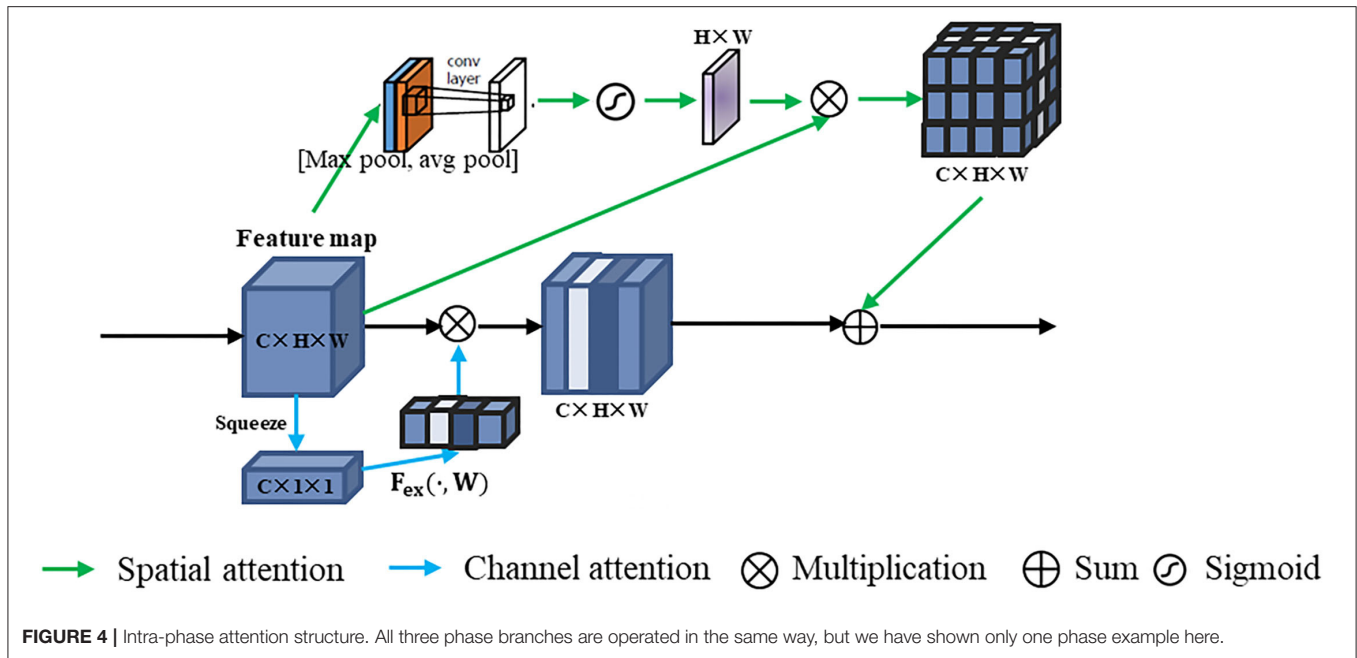 H×W
conv
layer
[Max pool, avg pool]
C×H×W
Feature map
C×H×W
C×H×W
Squeeze
C×1×1
F_ex(·, W)
Spatial attention Channel attention Multiplication Sum Sigmoid
FIGURE 4 | Intra-phase attention structure. All three phase branches are operated in the same way, but we have shown only one phase example here.